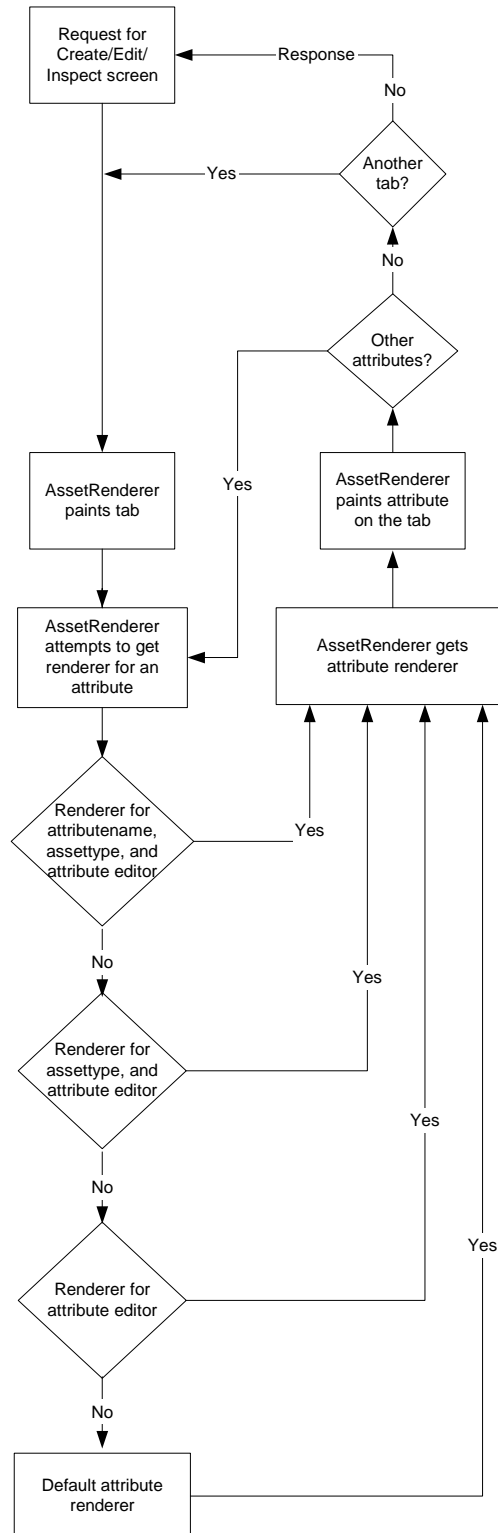 Request for
Create/Edit/
Inspect screen
Response
No
Another
tab?
Yes
No
Other
attributes?
Yes
AssetRenderer
paints tab
AssetRenderer
paints attribute
on the tab
AssetRenderer
attempts to get
renderer for an
attribute
AssetRenderer gets
attribute renderer
Renderer for
attributename,
assettype, and
attribute editor
Yes
No
Renderer for
assettype, and
attribute editor
Yes
No
Renderer for
attribute editor
Yes
No
Default attribute
renderer
Yes